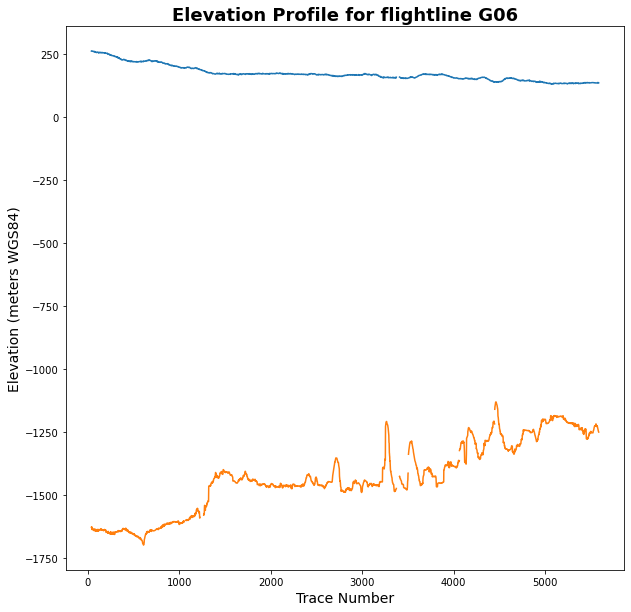 Elevation Profile for flightline G06
250
0
−250
−500
−750
−1000
−1250
−1500
−1750
Elevation (meters WGS84)
0 1000 2000 3000 4000 5000
Trace Number